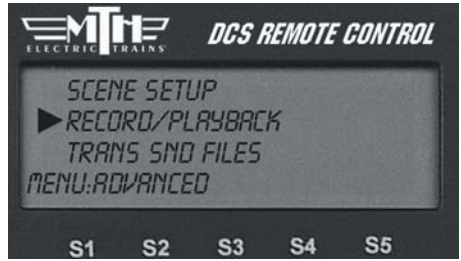 MTH
ELECTRIC TRAINS
DCS REMOTE CONTROL
SCENE SETUP
RECORD/PLAYBACK
TRANS SND FILES
MENU:ADVANCED
S1 S2 S3 S4 S5